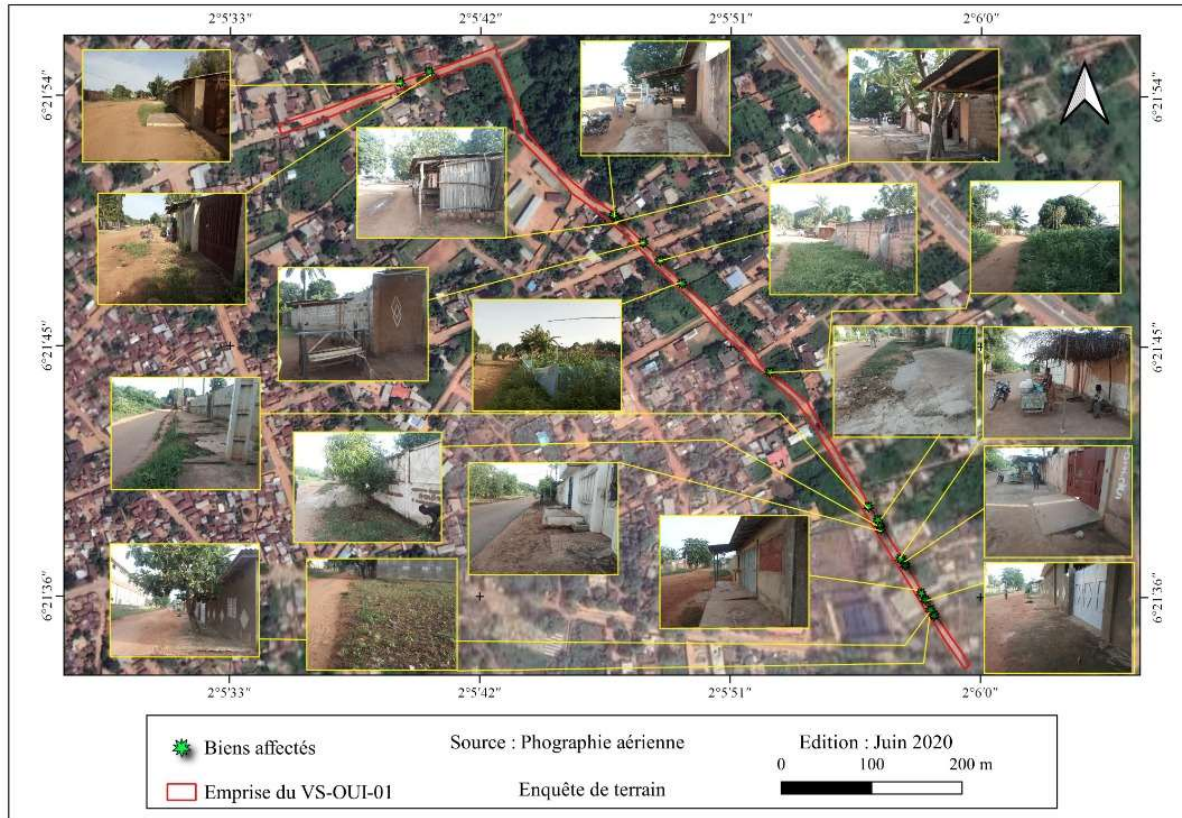 2°5'33" 2°5'42" 2°5'51" 2°6'0"
6°21'54" 6°21'54"
6°21'45" 6°21'45"
6°21'36" 6°21'36"
2°5'33" 2°5'42" 2°5'51" 2°6'0"
Biens affectés Source : Phographie aérienne Edition : Juin 2020
0 100 200 m
Emprise du VS-OUI-01 Enquête de terrain